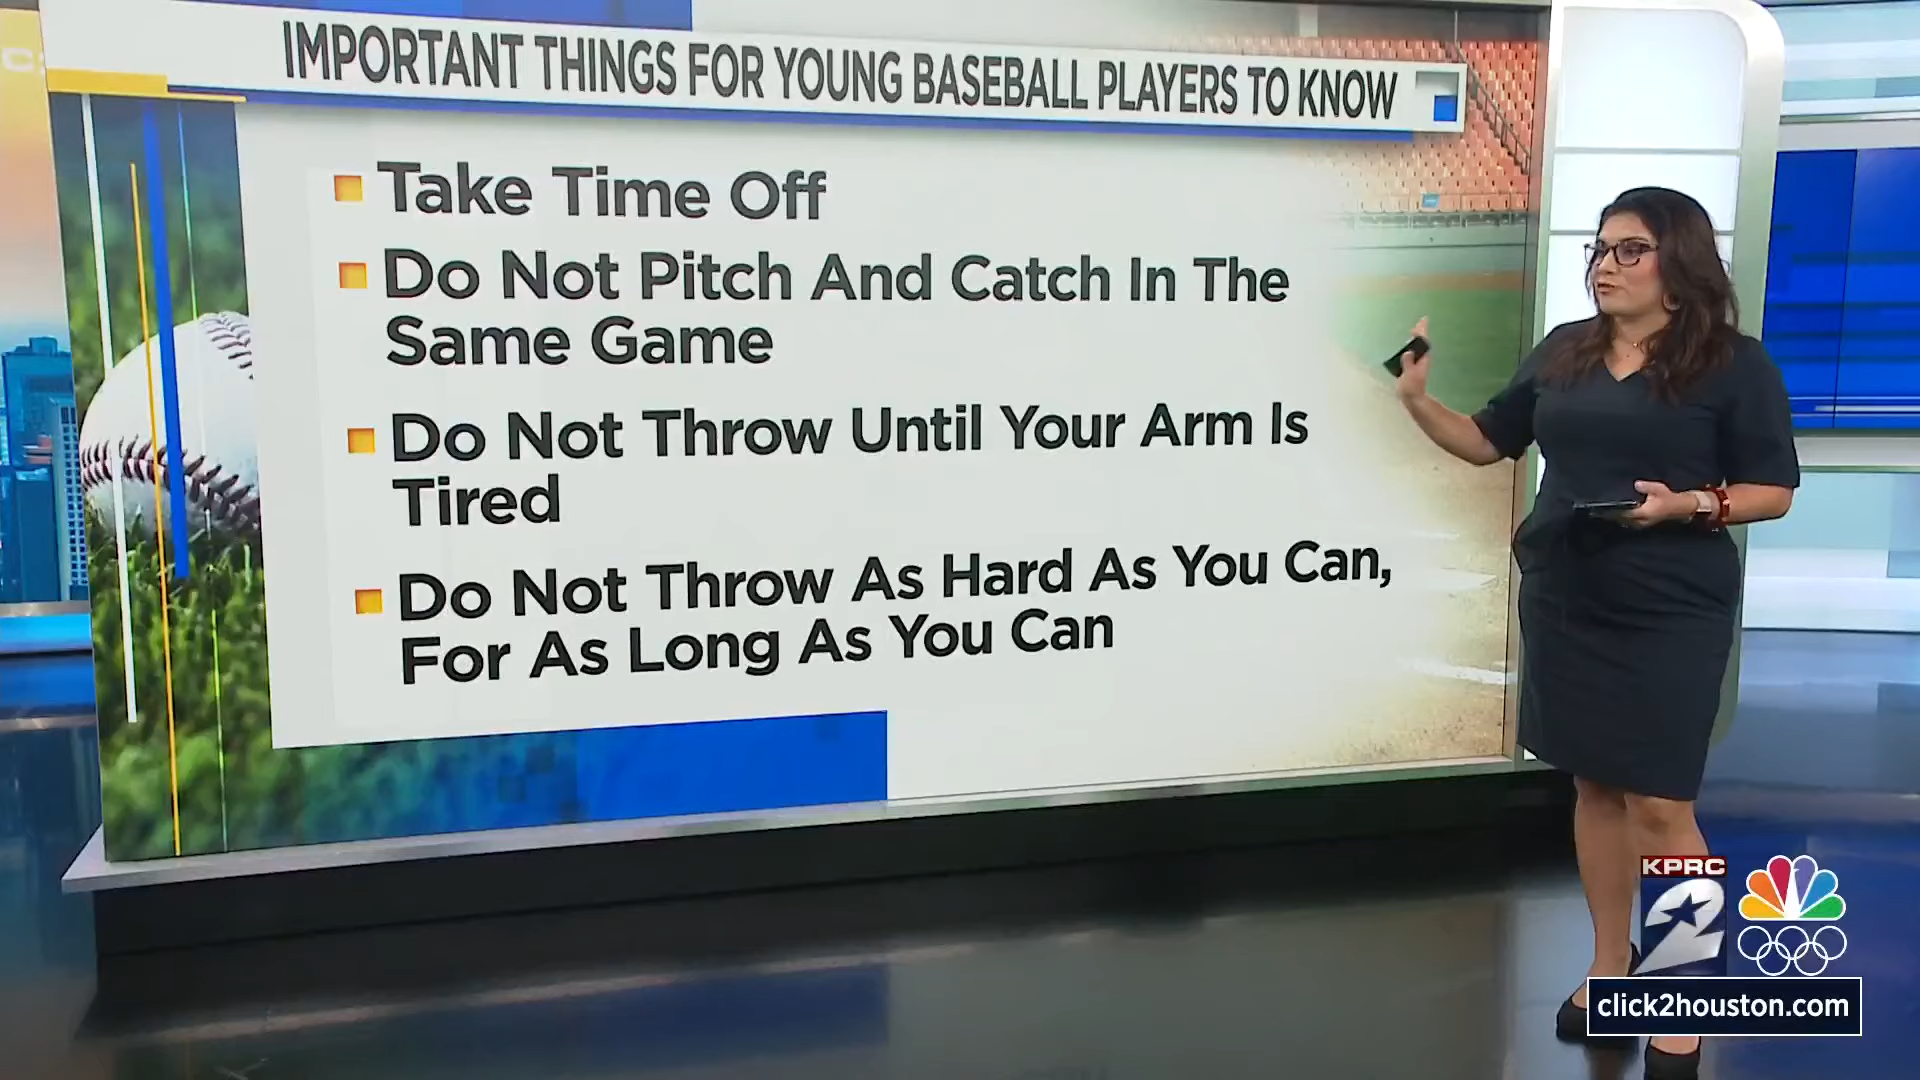 IMPORTANT THINGS FOR YOUNG BASEBALL PLAYERS TO KNOW
Take Time Off
Do Not Pitch And Catch In The
Same Game
Do Not Throw Until Your Arm Is
Tired
Do Not Throw As Hard As You Can,
For As Long As You Can
KPRC
2
click2houston.com